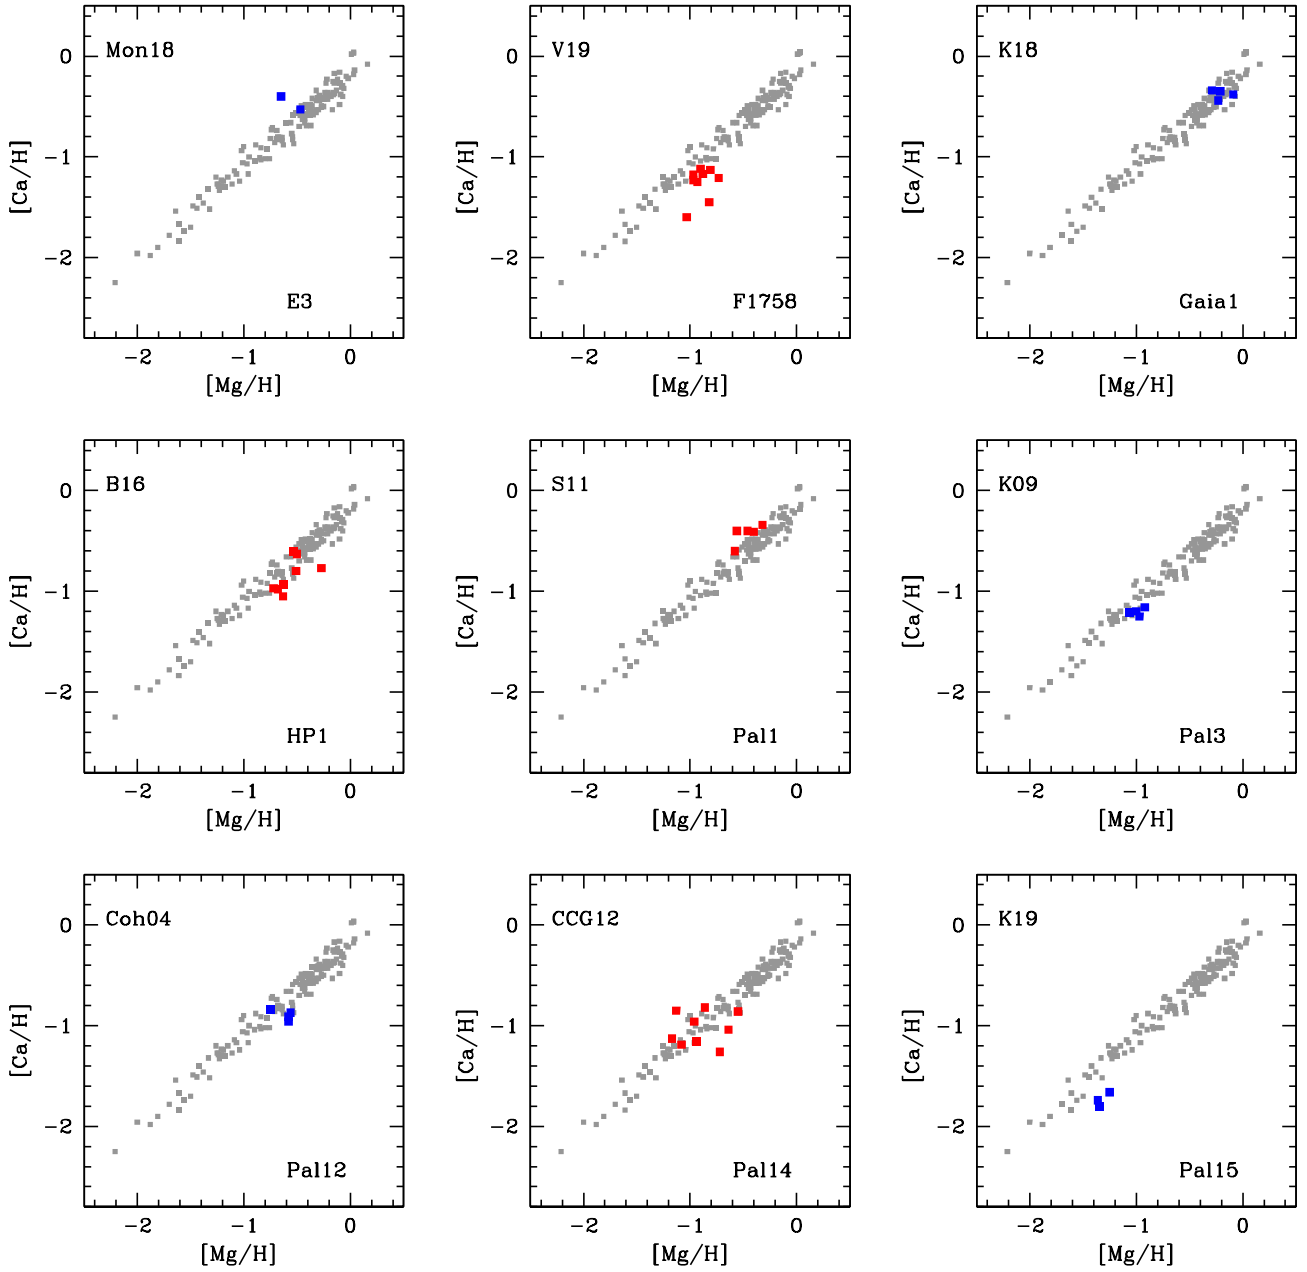 Mon18
0
−1
−2
[Ca/H]
E3
−2 −1 0
[Mg/H]
V19
0
−1
−2
[Ca/H]
F1758
−2 −1 0
[Mg/H]
K18
0
−1
−2
[Ca/H]
Gaia1
−2 −1 0
[Mg/H]
B16
0
−1
−2
[Ca/H]
HP1
−2 −1 0
[Mg/H]
S11
0
−1
−2
[Ca/H]
Pal1
−2 −1 0
[Mg/H]
K09
0
−1
−2
[Ca/H]
Pal3
−2 −1 0
[Mg/H]
Coh04
0
−1
−2
[Ca/H]
Pal12
−2 −1 0
[Mg/H]
CCG12
0
−1
−2
[Ca/H]
Pal14
−2 −1 0
[Mg/H]
K19
0
−1
−2
[Ca/H]
Pal15
−2 −1 0
[Mg/H]